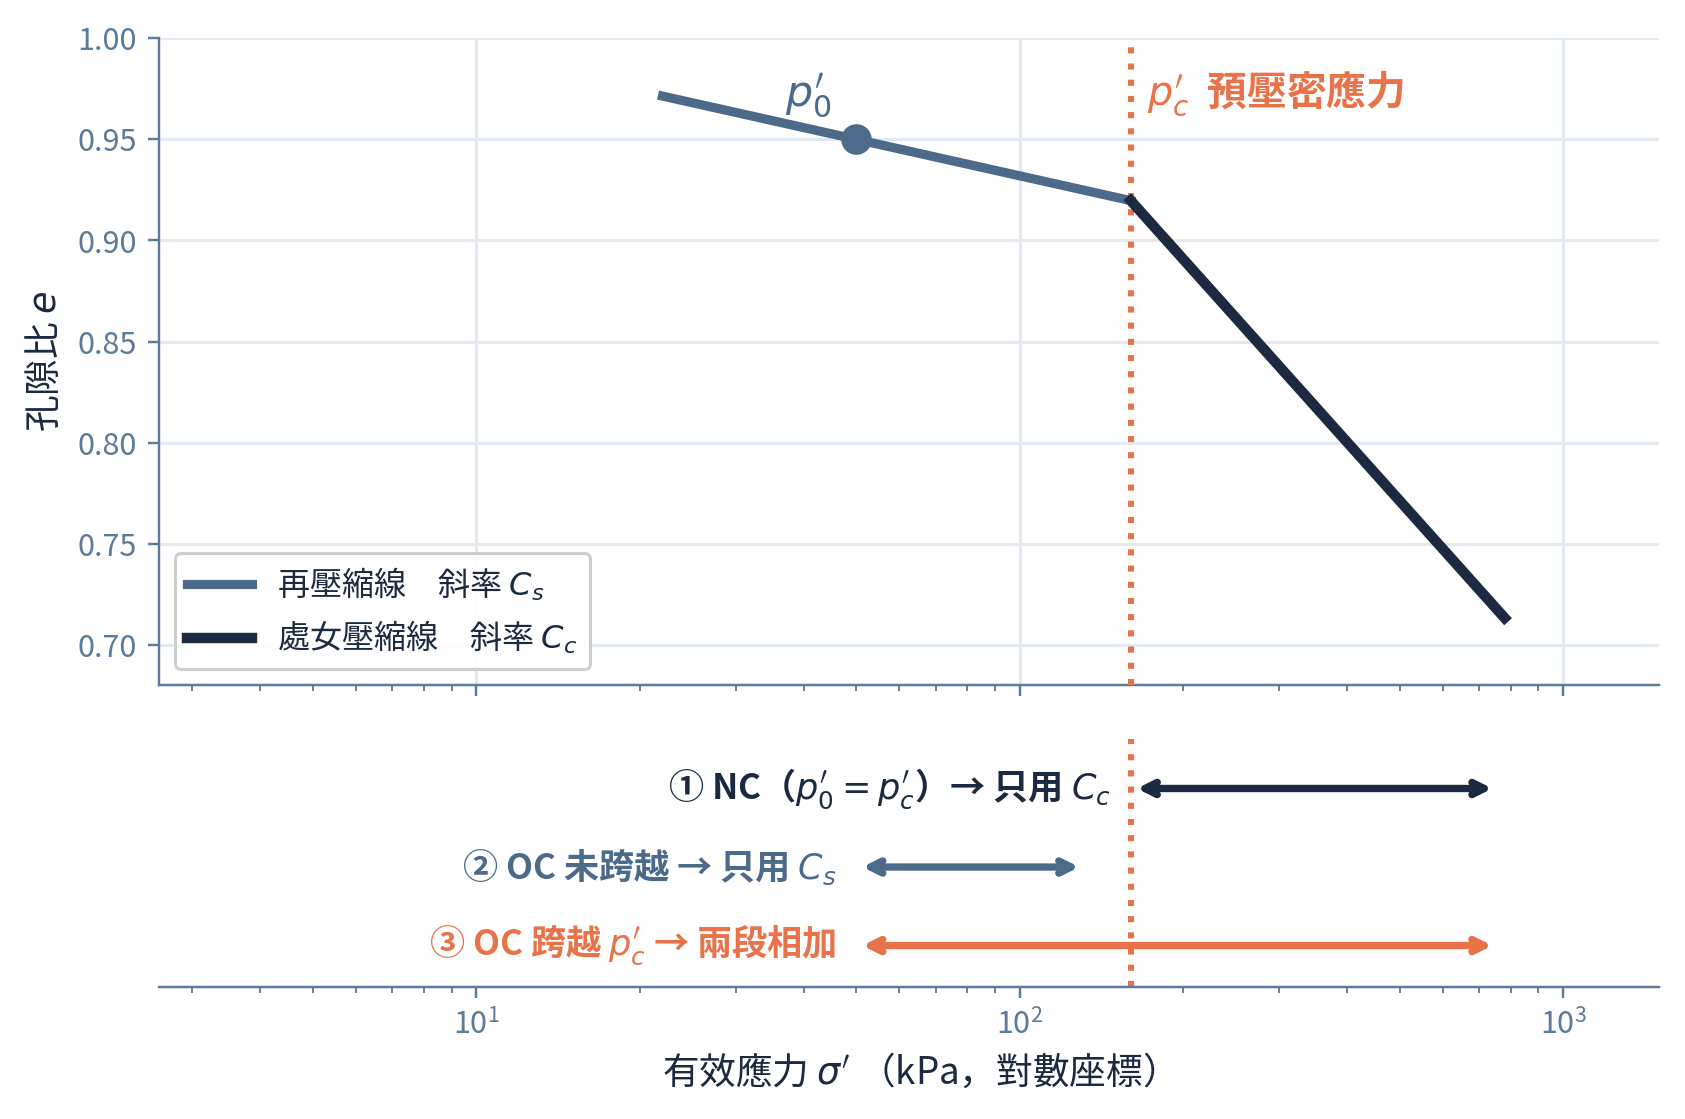 1.00
0.95
0.90
0.85
0.80
0.75
0.70
孔隙比 e
p′₀
p′c 預壓密應力
再壓縮線　斜率 Cs
處女壓縮線　斜率 Cc
① NC（p′₀ = p′c）→ 只用 Cc
② OC 未跨越 → 只用 Cs
③ OC 跨越 p′c → 兩段相加
10¹ 10² 10³
有效應力 σ′ （kPa，對數座標）